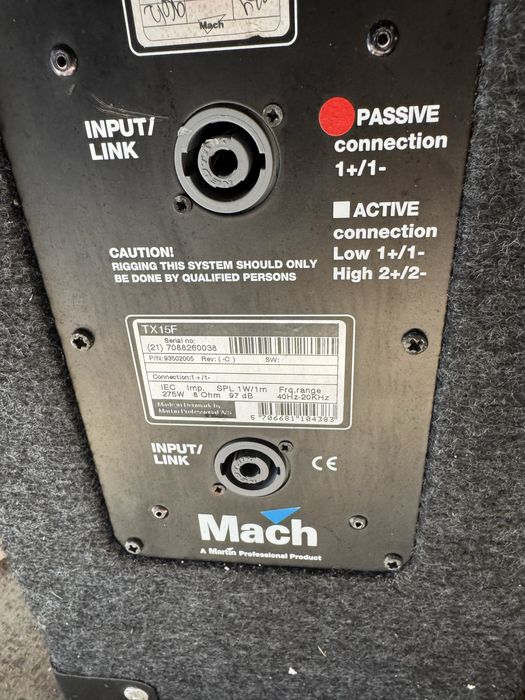 Mach
INPUT/
LINK
PASSIVE
connection
1+/1-
ACTIVE
connection
Low 1+/1-
High 2+/2-
CAUTION!
RIGGING THIS SYSTEM SHOULD ONLY
BE DONE BY QUALIFIED PERSONS
TX15F
Serial no:
(21) 7088260038
P/N: 93502005 Rev: ( -C ) SW:
Connection:1+/1-
IEC Imp. SPL 1W/1m Frq.range
275W 8 Ohm 97 dB 40Hz-20KHz
Made in Denmark by
Martin Professional A/S
5 706681 104383
INPUT/
LINK
CE
Mach
A Martin Professional Product